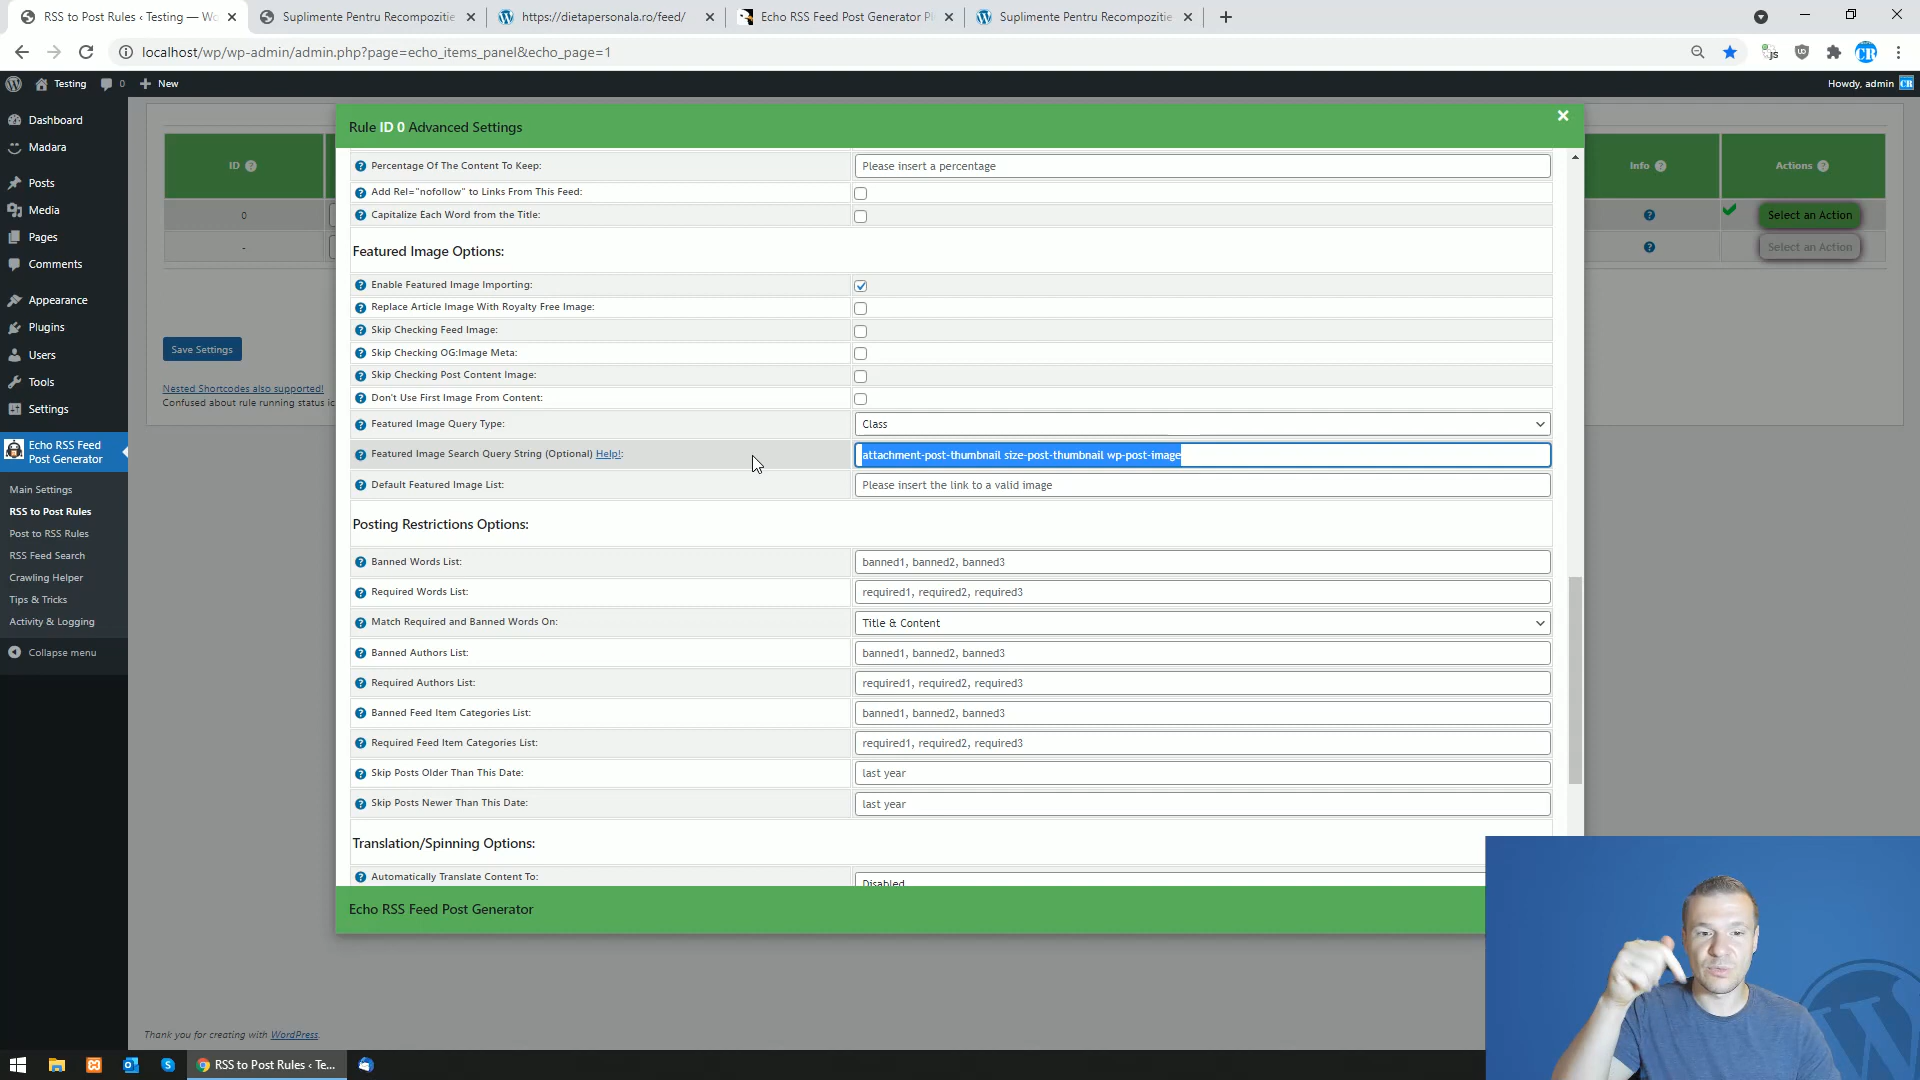 RSS to Post Rules ‹ Testing — Wo
Suplimente Pentru Recompozitie
https://dietapersonala.ro/feed/
Echo RSS Feed Post Generator Pl
Suplimente Pentru Recompozitie
localhost/wp/wp-admin/admin.php?page=echo_items_panel&echo_page=1
Testing
0
New
Howdy, admin
Dashboard
Madara
Posts
Media
Pages
Comments
Appearance
Plugins
Users
Tools
Settings
Echo RSS Feed
Post Generator
Main Settings
RSS to Post Rules
Post to RSS Rules
RSS Feed Search
Crawling Helper
Tips & Tricks
Activity & Logging
Collapse menu
ID
0
-
Save Settings
Nested Shortcodes also supported!
Confused about rule running status ic
Info
Actions
Select an Action
Select an Action
Rule ID 0 Advanced Settings
Percentage Of The Content To Keep:
Please insert a percentage
Add Rel="nofollow" to Links From This Feed:
Capitalize Each Word from the Title:
Featured Image Options:
Enable Featured Image Importing:
Replace Article Image With Royalty Free Image:
Skip Checking Feed Image:
Skip Checking OG:Image Meta:
Skip Checking Post Content Image:
Don't Use First Image From Content:
Featured Image Query Type:
Class
Featured Image Search Query String (Optional) Help!:
attachment-post-thumbnail size-post-thumbnail wp-post-image
Default Featured Image List:
Please insert the link to a valid image
Posting Restrictions Options:
Banned Words List:
banned1, banned2, banned3
Required Words List:
required1, required2, required3
Match Required and Banned Words On:
Title & Content
Banned Authors List:
banned1, banned2, banned3
Required Authors List:
required1, required2, required3
Banned Feed Item Categories List:
banned1, banned2, banned3
Required Feed Item Categories List:
required1, required2, required3
Skip Posts Older Than This Date:
last year
Skip Posts Newer Than This Date:
last year
Translation/Spinning Options:
Automatically Translate Content To:
Disabled
Echo RSS Feed Post Generator
Thank you for creating with WordPress.
RSS to Post Rules ‹ Te...